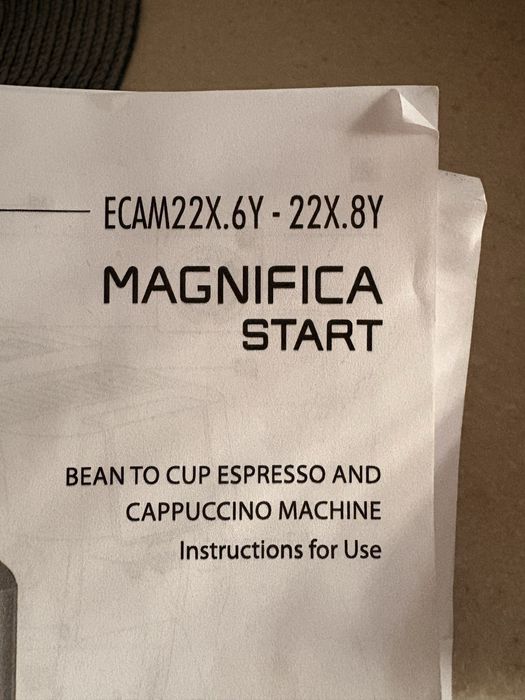 ECAM22X.6Y - 22X.8Y
MAGNIFICA
START
BEAN TO CUP ESPRESSO AND
CAPPUCCINO MACHINE
Instructions for Use